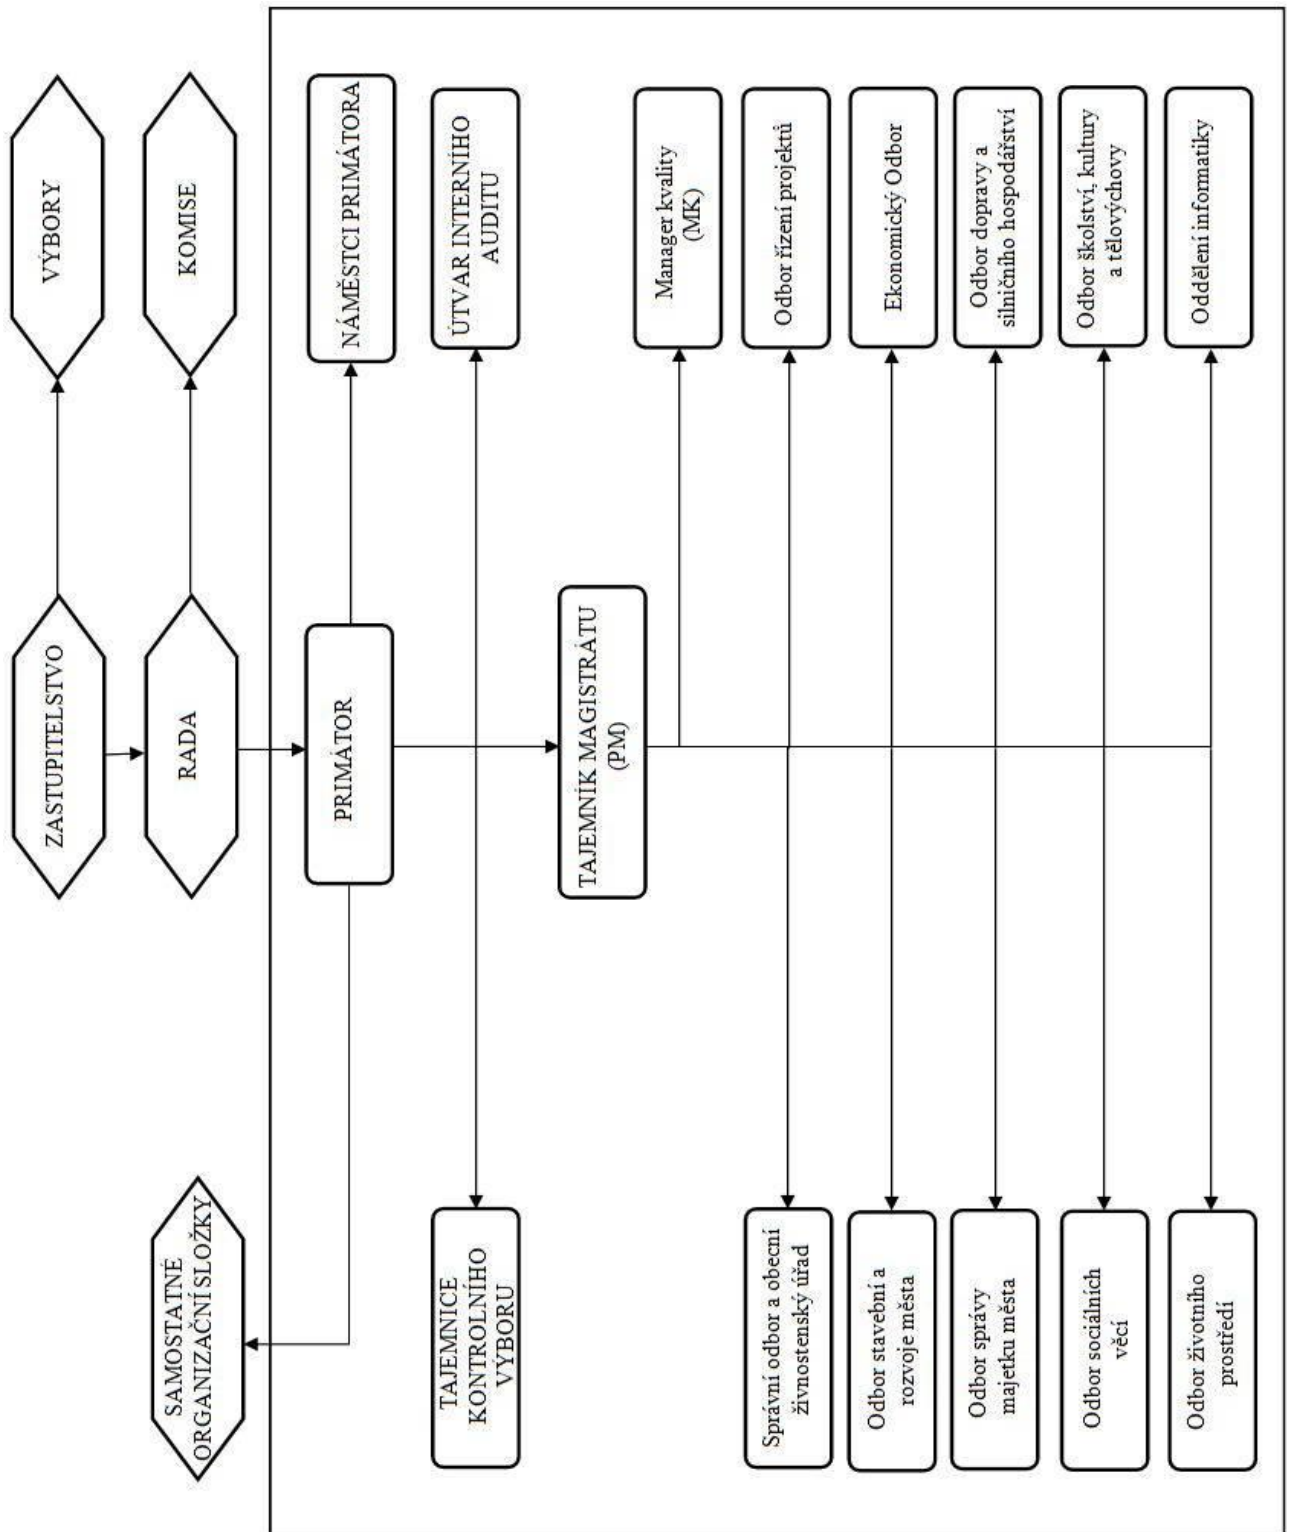 ZASTUPITELSTVO
VÝBORY
SAMOSTATNÉ
ORGANIZAČNÍ SLOŽKY
RADA
KOMISE
PRIMÁTOR
NÁMĚSTCI PRIMÁTORA
TAJEMNICE
KONTROLNÍHO
VÝBORU
ÚTVAR INTERNÍHO
AUDITU
TAJEMNÍK MAGISTRÁTU
(PM)
Manager kvality
(MK)
Správní odbor a obecní
živnostenský úřad
Odbor řízení projektů
Odbor stavební a
rozvoje města
Ekonomický Odbor
Odbor správy
majetku města
Odbor dopravy a
silničního hospodářství
Odbor sociálních
věcí
Odbor školství, kultury
a tělovýchovy
Odbor životního
prostředí
Oddělení informatiky